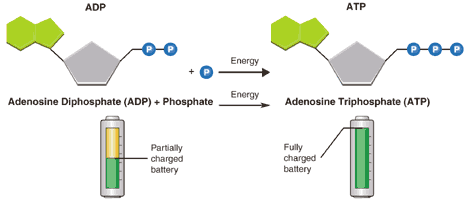 ADP
ATP
P P
+ P
Energy
P P P
Adenosine Diphosphate (ADP) + Phosphate
Energy
Adenosine Triphosphate (ATP)
Partially
charged
battery
Fully
charged
battery